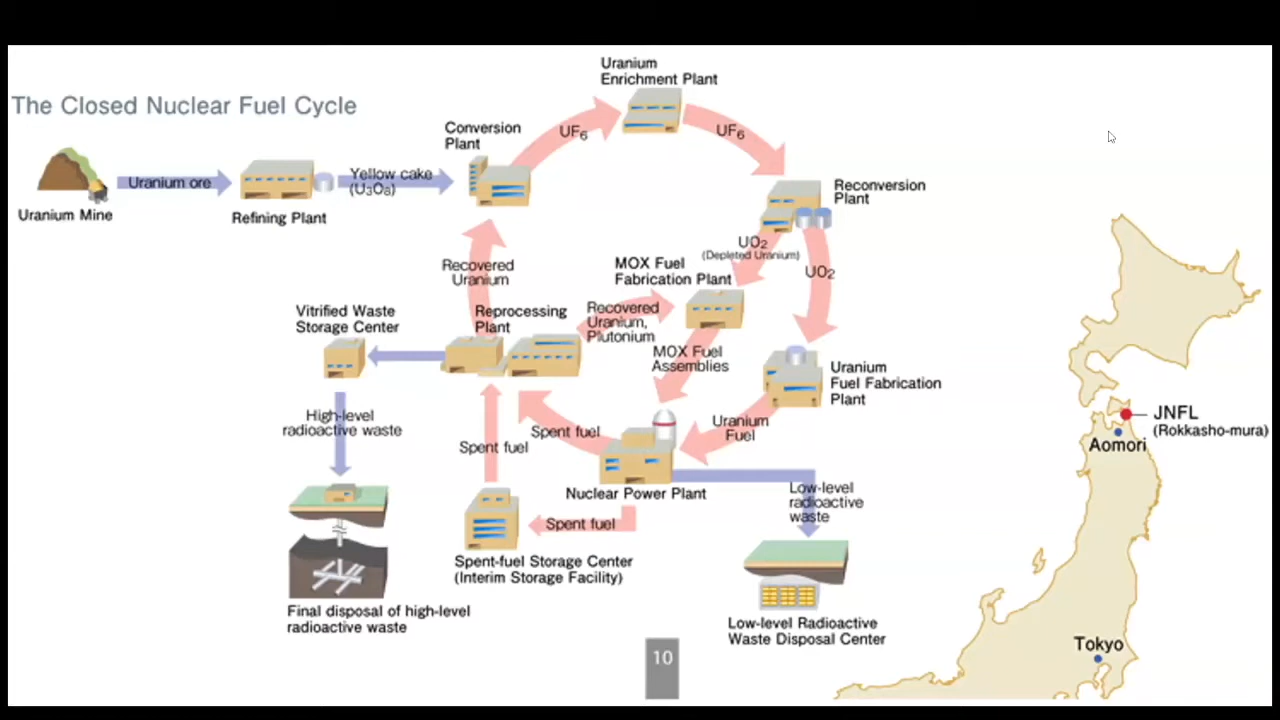 The Closed Nuclear Fuel Cycle
Uranium
Enrichment Plant
Conversion
Plant
UF6
UF6
Uranium ore
Yellow cake
(U3O8)
Uranium Mine
Refining Plant
Reconversion
Plant
UO2
(Depleted Uranium)
UO2
MOX Fuel
Fabrication Plant
Recovered
Uranium
Recovered
Uranium,
Plutonium
Vitrified Waste
Storage Center
Reprocessing
Plant
MOX Fuel
Assemblies
Uranium
Fuel Fabrication
Plant
High-level
radioactive waste
Spent fuel
Spent fuel
Uranium
Fuel
Nuclear Power Plant
Low-level
radioactive
waste
Spent fuel
Spent-fuel Storage Center
(Interim Storage Facility)
Final disposal of high-level
radioactive waste
Low-level Radioactive
Waste Disposal Center
10
JNFL
(Rokkasho-mura)
Aomori
Tokyo